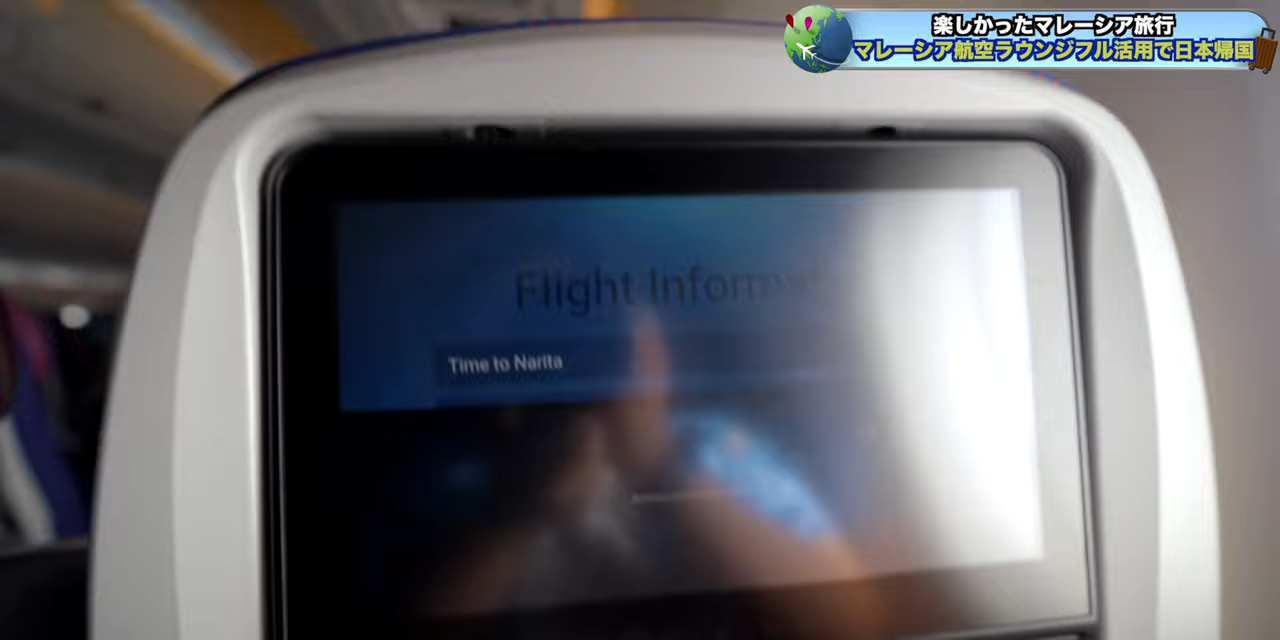 楽しかったマレーシア旅行
マレーシア航空ラウンジフル活用で日本帰国
Flight
Time to Narita